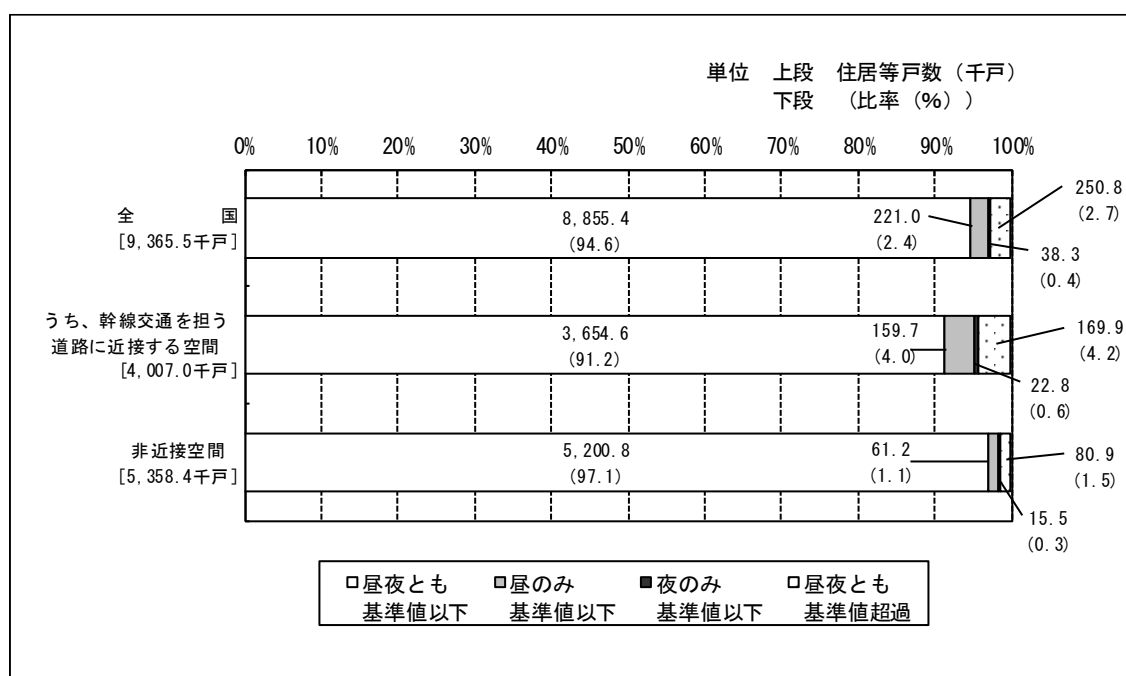 単位 上段 住居等戸数（千戸）
下段 （比率（%））
0% 10% 20% 30% 40% 50% 60% 70% 80% 90% 100%
全 国
[9,365.5千戸]
8,855.4
(94.6)
221.0
(2.4)
250.8
(2.7)
38.3
(0.4)
うち、幹線交通を担う
道路に近接する空間
[4,007.0千戸]
3,654.6
(91.2)
159.7
(4.0)
169.9
(4.2)
22.8
(0.6)
非近接空間
[5,358.4千戸]
5,200.8
(97.1)
61.2
(1.1)
80.9
(1.5)
15.5
(0.3)
昼夜とも
基準値以下
昼のみ
基準値以下
夜のみ
基準値以下
昼夜とも
基準値超過